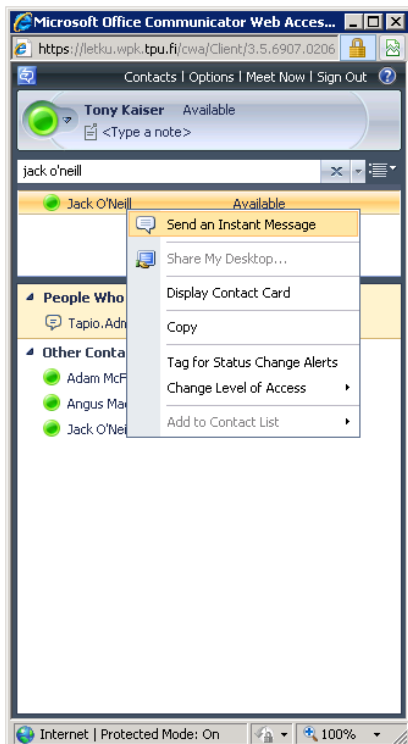 Microsoft Office Communicator Web Acces...
https://letku.wpk.tpu.fi/cwa/Client/3.5.6907.0206
Contacts | Options | Meet Now | Sign Out
Tony Kaiser Available
<Type a note>
jack o'neill
Jack O'Neill Available
Send an Instant Message
Share My Desktop...
Display Contact Card
People Who
Tapio.Adm
Copy
Other Conta
Tag for Status Change Alerts
Adam McF
Change Level of Access
Angus Mac
Add to Contact List
Jack O'Nei
Internet | Protected Mode: On 100%